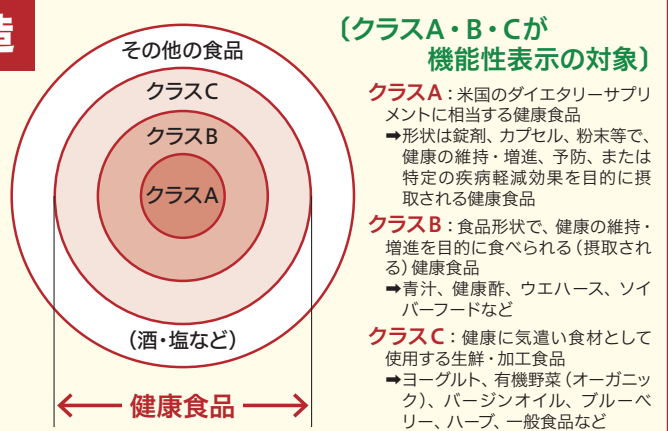 造
その他の食品
クラスC
クラスB
クラスA
(酒・塩など)
健康食品
〔クラスA・B・Cが
機能性表示の対象〕
クラスA：米国のダイエタリーサプリ
メントに相当する健康食品
➡形状は錠剤、カプセル、粉末等で、
健康の維持・増進、予防、または
特定の疾病軽減効果を目的に摂
取される健康食品
クラスB：食品形状で、健康の維持・
増進を目的に食べられる(摂取され
る)健康食品
➡青汁、健康酢、ウエハース、ソイ
バーフードなど
クラスC：健康に気遣い食材として
使用する生鮮・加工食品
➡ヨーグルト、有機野菜(オーガニッ
ク)、バージンオイル、ブルーベ
リー、ハーブ、一般食品など